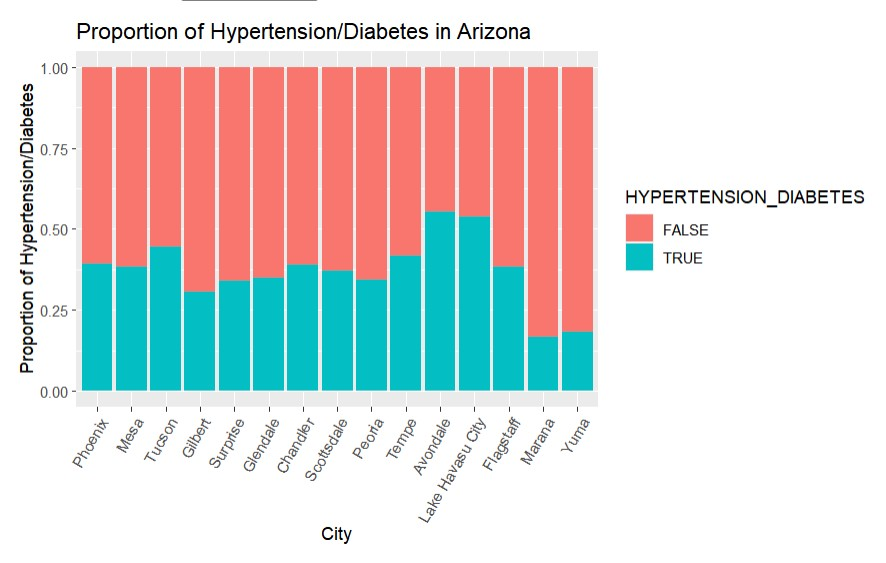 Proportion of Hypertension/Diabetes in Arizona
Proportion of Hypertension/Diabetes
1.00
0.75
0.50
0.25
0.00
Phoenix
Mesa
Tucson
Gilbert
Surprise
Glendale
Chandler
Scottsdale
Peoria
Tempe
Avondale
Lake Havasu City
Flagstaff
Marana
Yuma
City
HYPERTENSION_DIABETES
FALSE
TRUE